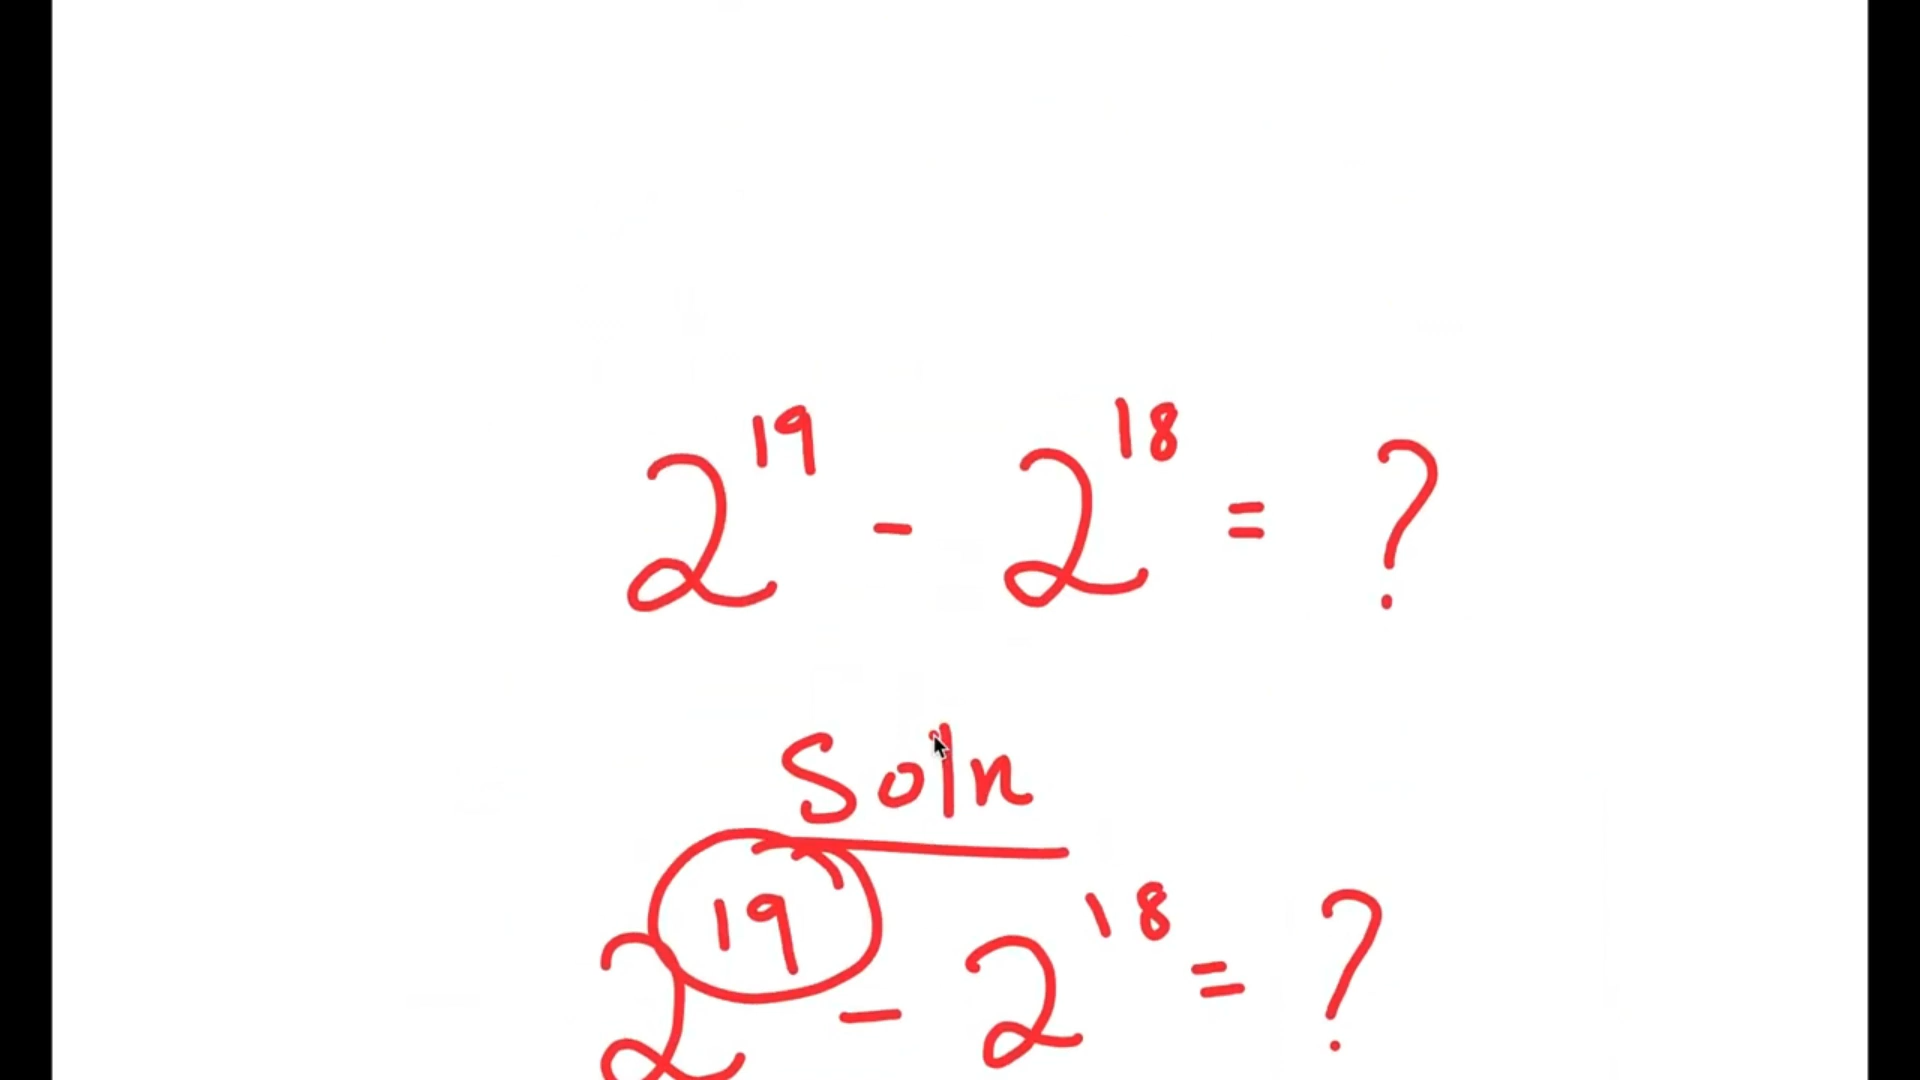 2^19 - 2^18 = ?
Soln
2^19 - 2^18 = ?